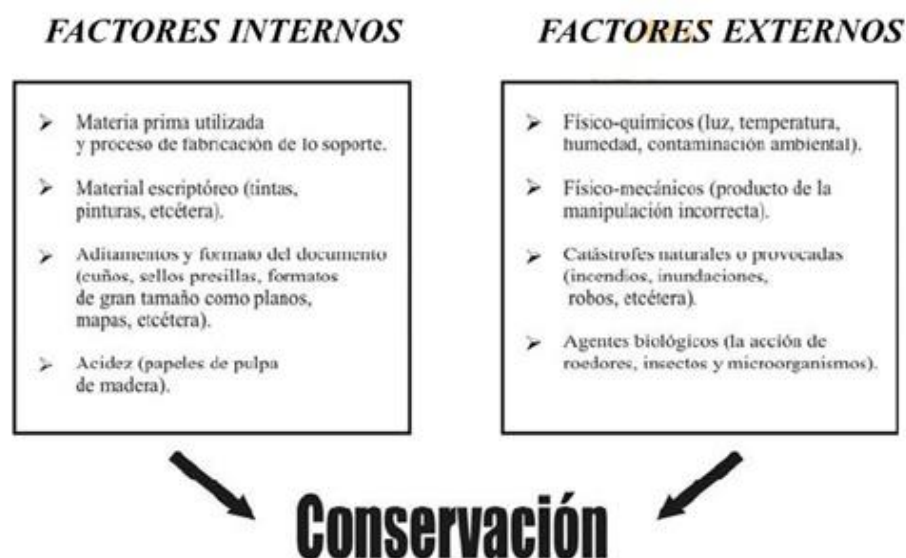 FACTORES INTERNOS
Materia prima utilizada
y proceso de fabricación de lo soporte.
Material escriptóreo (tintas,
pinturas, etcétera).
Aditamentos y formato del documento
(cuños, sellos presillas, formatos
de gran tamaño como planos,
mapas, etcétera).
Acidez (papeles de pulpa
de madera).
FACTORES EXTERNOS
Físico-químicos (luz, temperatura,
humedad, contaminación ambiental).
Físico-mecánicos (producto de la
manipulación incorrecta).
Catástrofes naturales o provocadas
(incendios, inundaciones,
robos, etcétera).
Agentes biológicos (la acción de
roedores, insectos y microorganismos).
Conservación